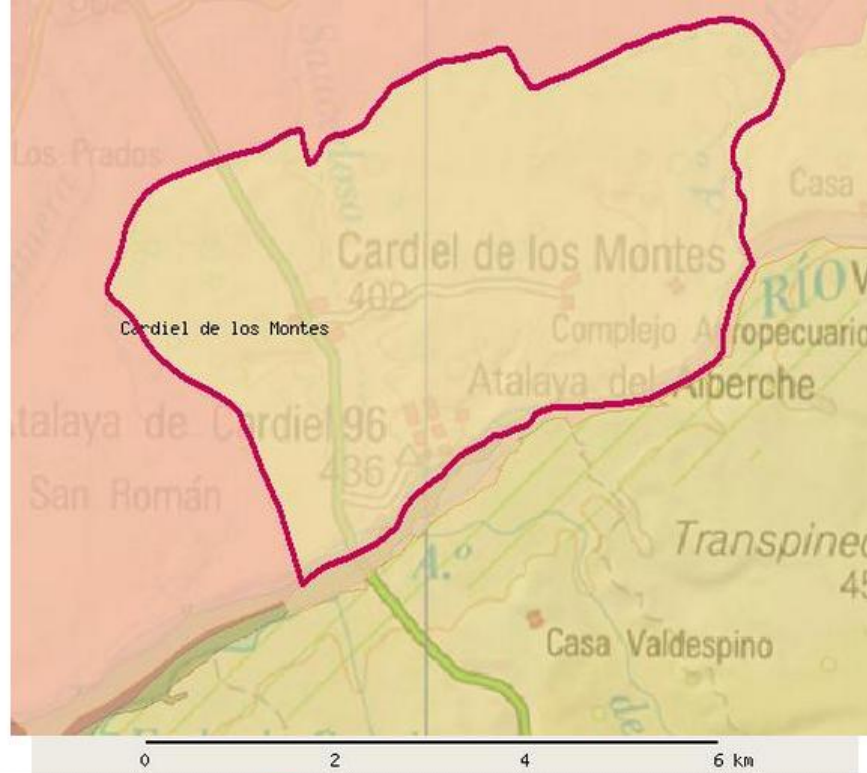 Los Prados
Casa
Cardiel de los Montes
402
RÍO
Cardiel de los Montes
Complejo Agropecuario
Atalaya del Alberche
Atalaya de Cardiel 96
436
San Román
A.º
Casa Valdespino
de
0 2 4 6 km